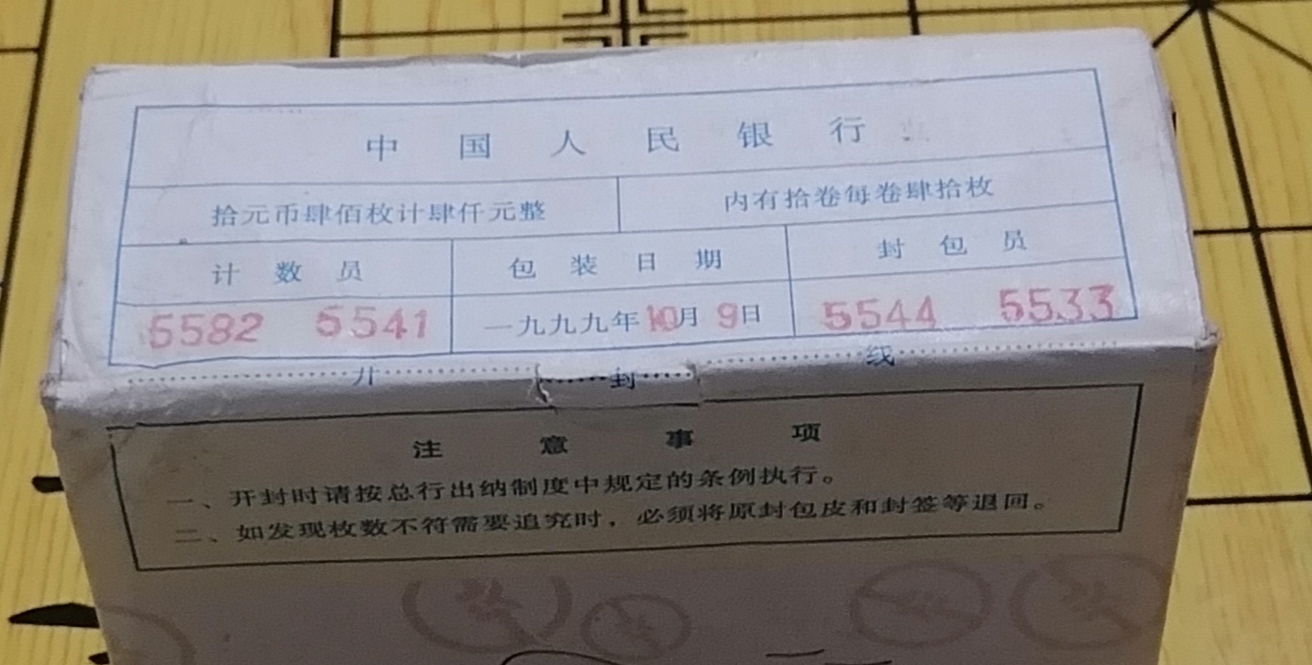 中国人民银行
拾元币肆佰枚计肆仟元整 内有拾卷每卷肆拾枚
计数员 包装日期 封包员
5582 5541 一九九九年10月9日 5544 5533
开封线
注意事项
一、开封时请按总行出纳制度中规定的条例执行。
二、如发现枚数不符需要追究时，必须将原封包皮和封签等退回。